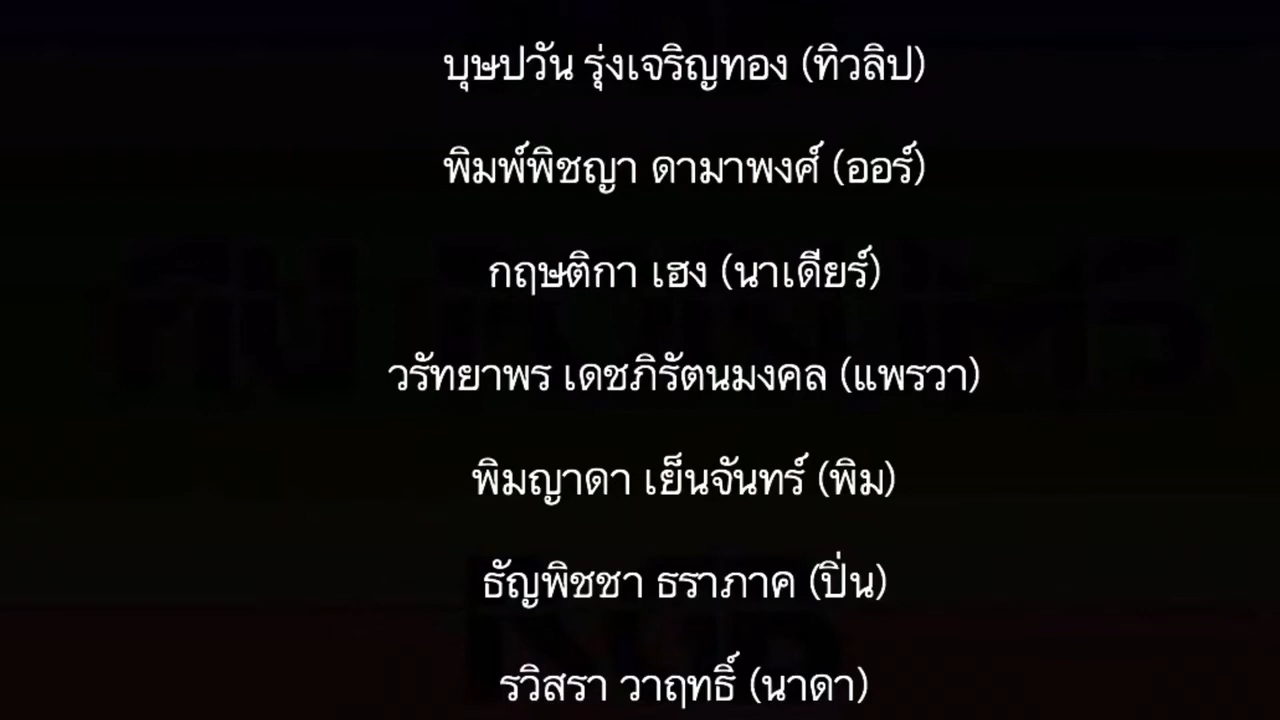 บุษปวัน รุ่งเจริญทอง (ทิวลิป)
พิมพ์พิชญา ดามาพงศ์ (ออร์)
กฤษติกา เฮง (นาเดียร์)
วรัทยาพร เดชภิรัตนมงคล (แพรวา)
พิมญาดา เย็นจันทร์ (พิม)
ธัญพิชชา ธราภาค (ปิ่น)
รวิสรา วาฤทธิ์ (นาดา)